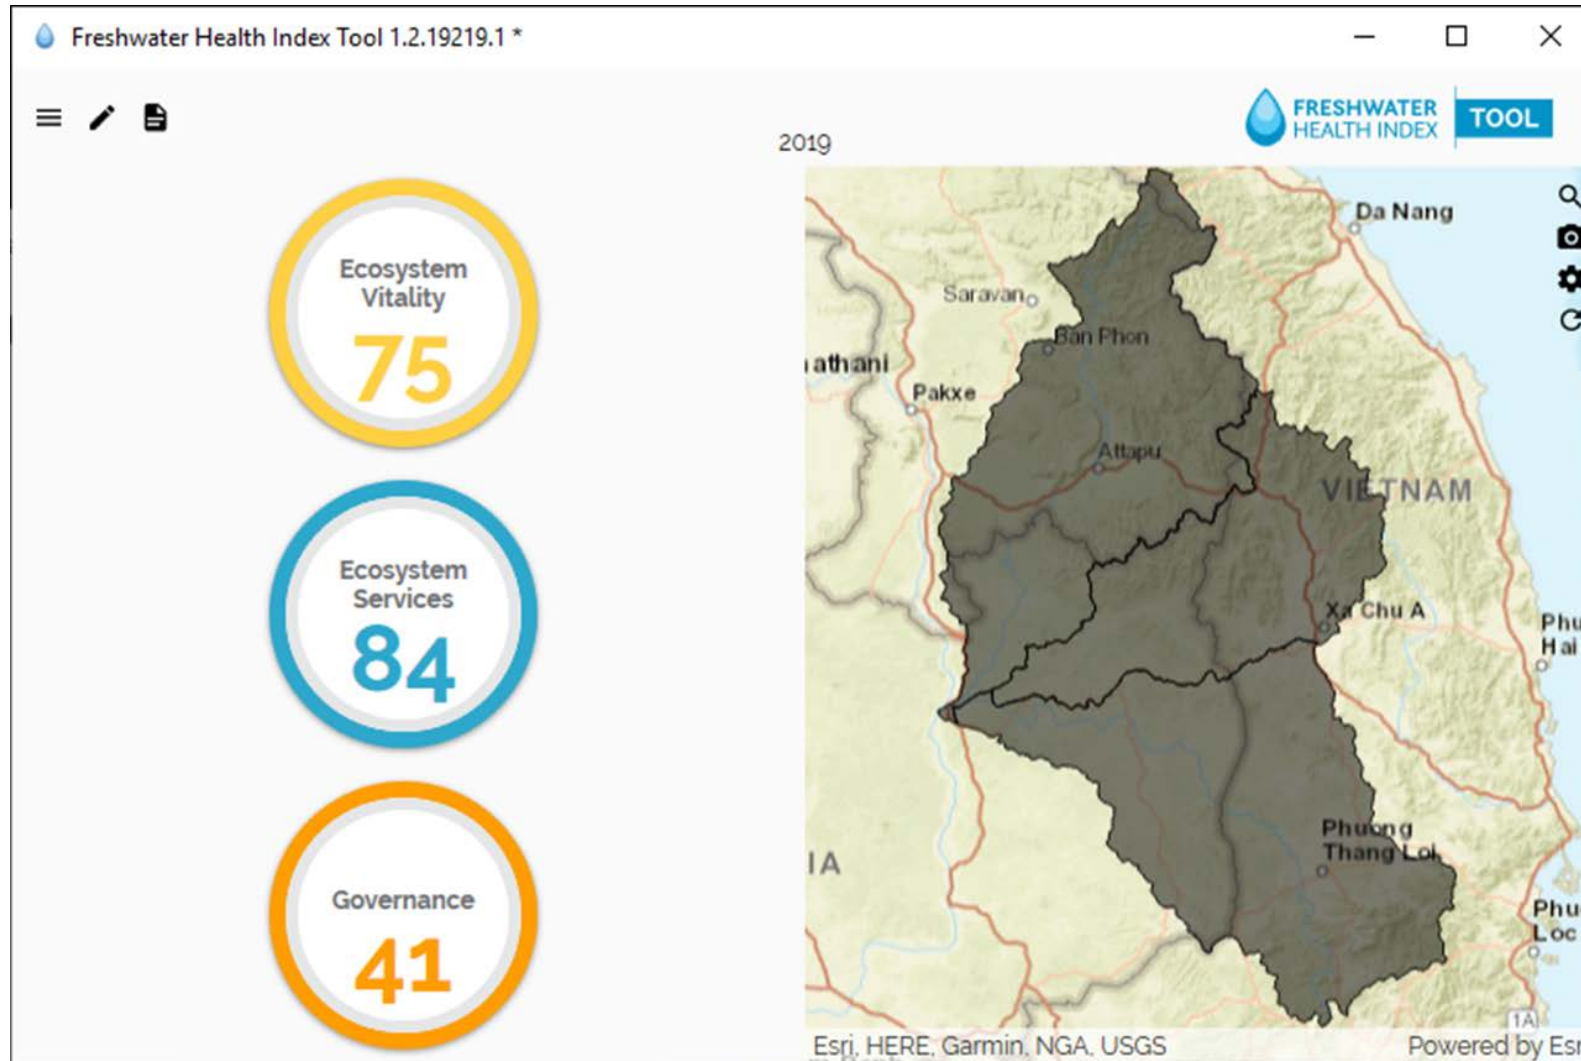 Freshwater Health Index Tool 1.2.19219.1 *
FRESHWATER
HEALTH INDEX
TOOL
2019
Ecosystem
Vitality
75
Ecosystem
Services
84
Governance
41
Da Nang
Saravan
Ban Phon
athani
Pakxe
Attapu
VIETNAM
Xa Chu A
Phu
Hai
IA
Phuong
Thang Loi
Phu
Loc
1A
Esri, HERE, Garmin, NGA, USGS
Powered by Esr